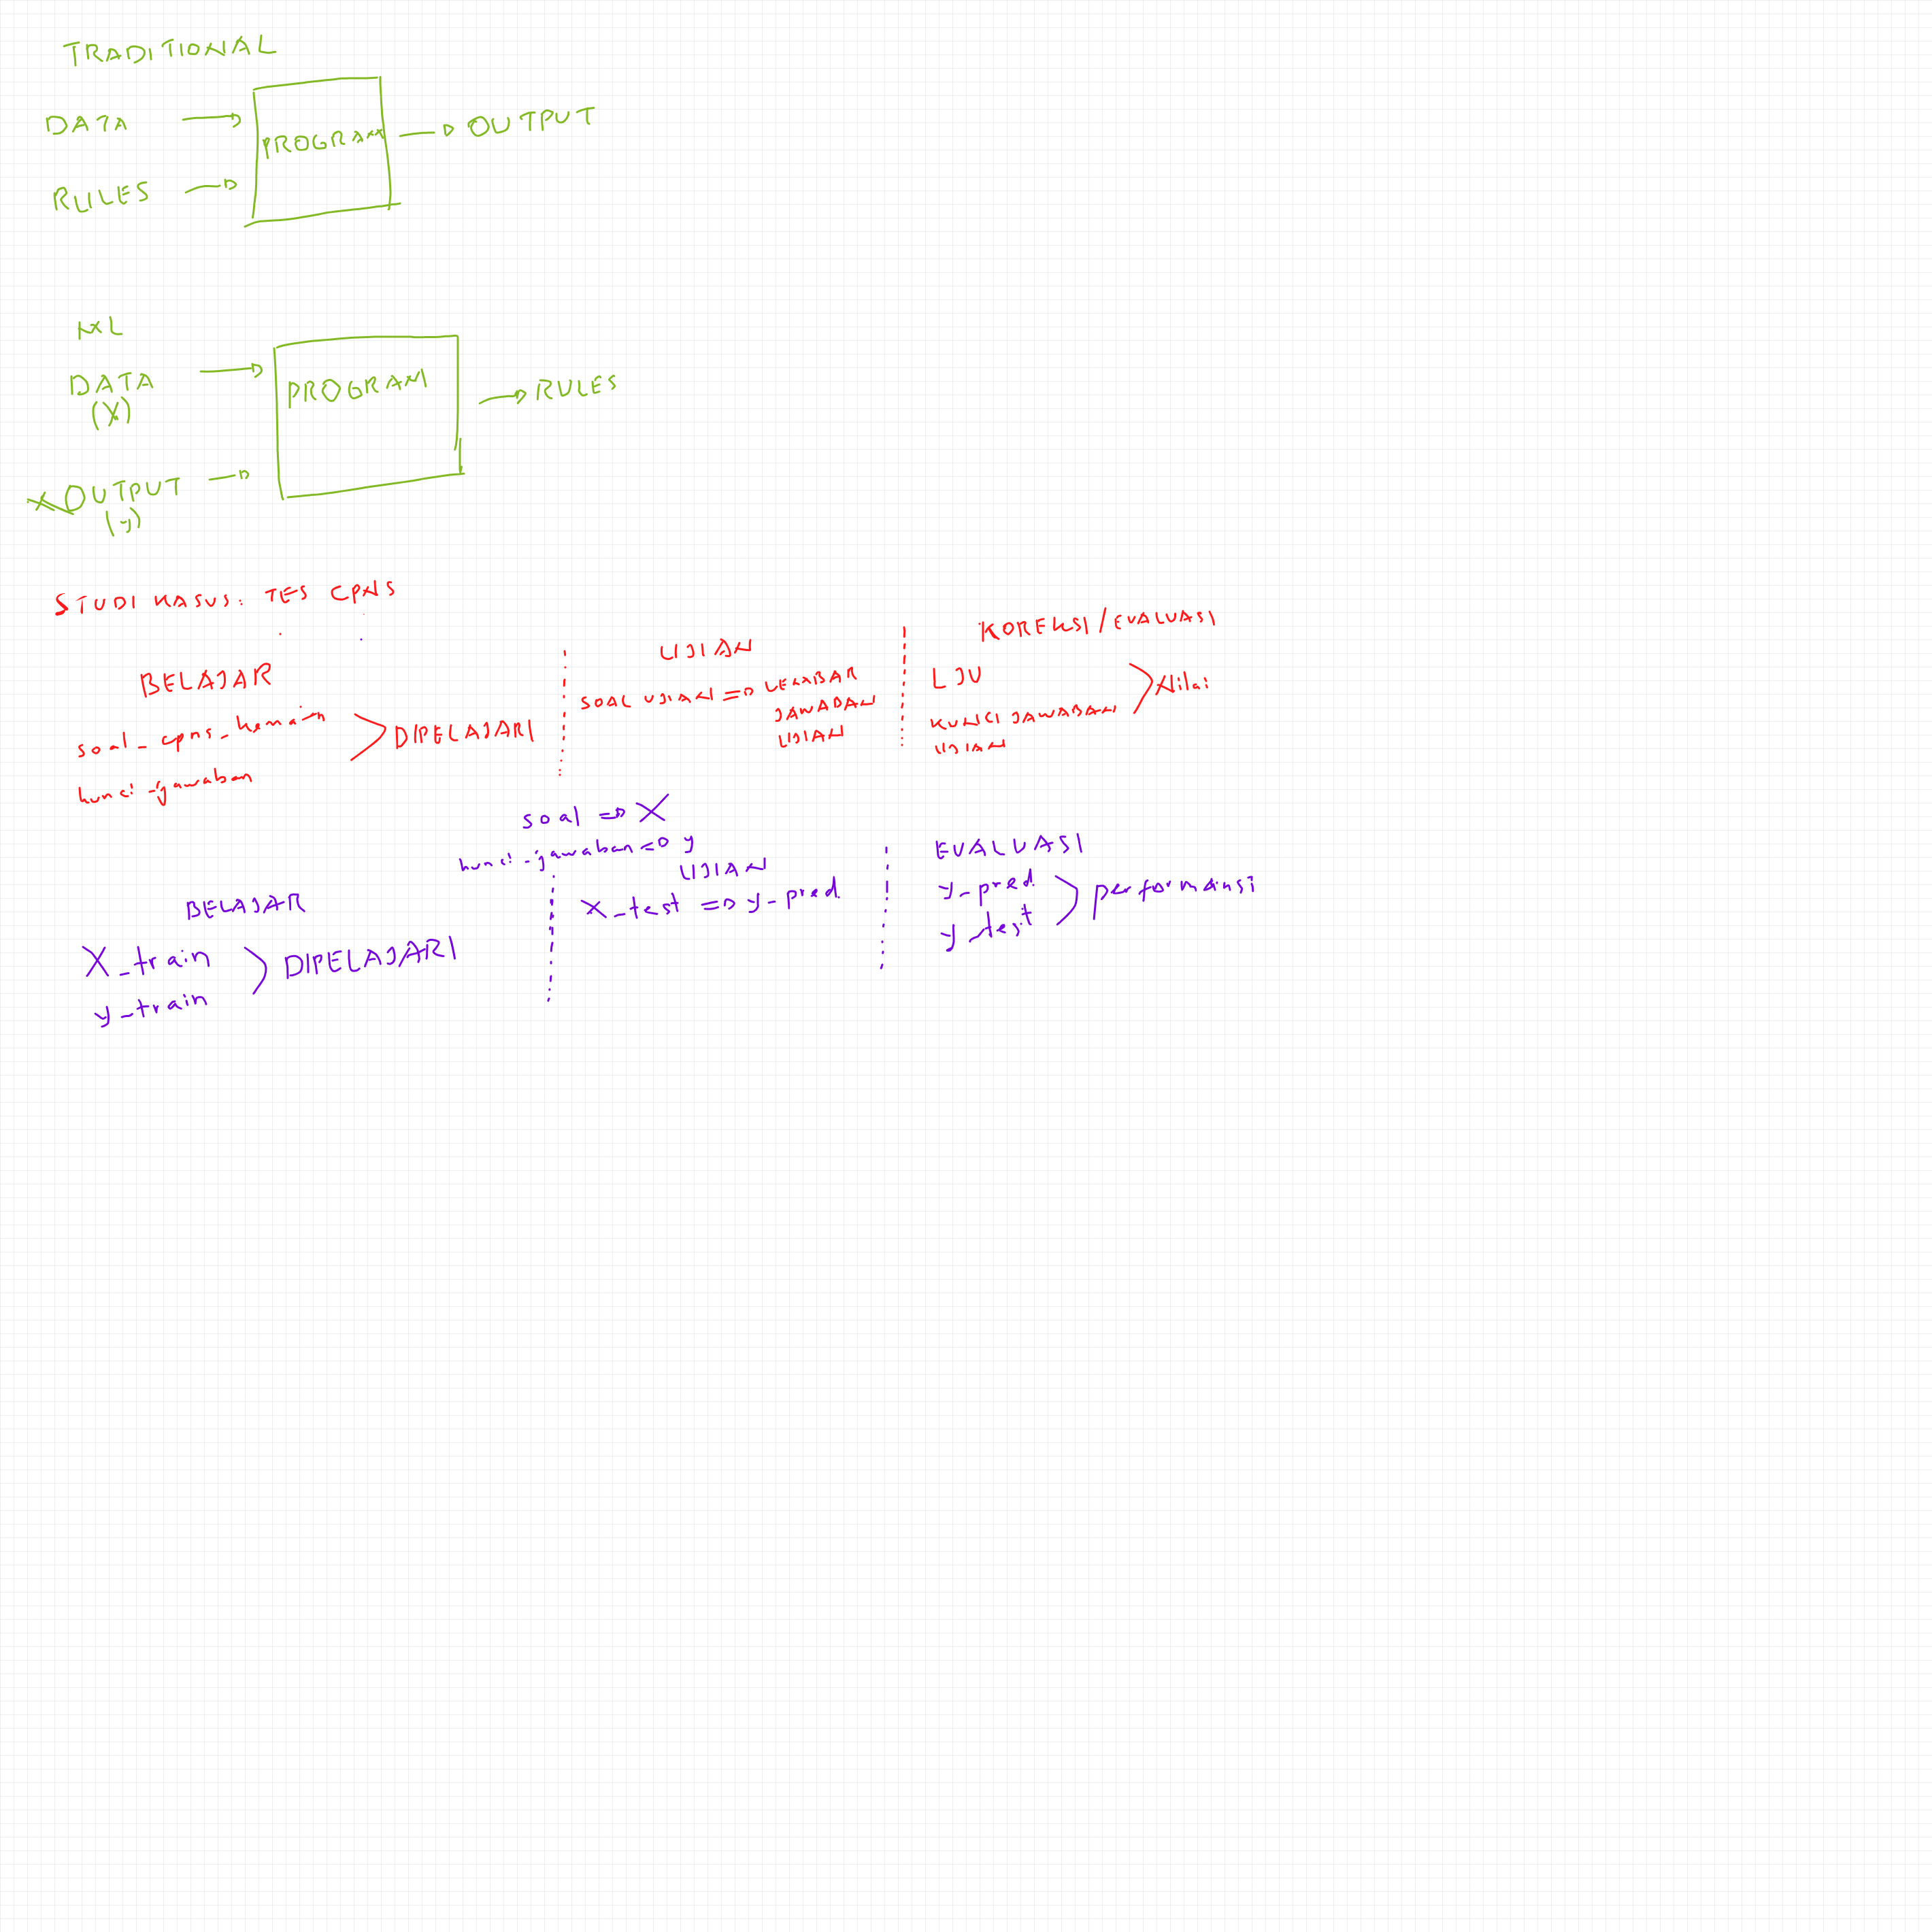 TRADITIONAL
DATA → PROGRAM → OUTPUT
RULES →
ML
DATA → PROGRAM → RULES
(X)
OUTPUT →
(y)
STUDI KASUS: TES CPNS
BELAJAR
soal_cpns_kemarin
kunci_jawaban
DIPELAJARI
UJIAN
SOAL UJIAN => LEMBAR
JAWABAN
UJIAN
KOREKSI/EVALUASI
LJU
KUNCI JAWABAN
UJIAN
Nilai
soal => X
kunci_jawaban => y
BELAJAR
X_train
y_train
DIPELAJARI
UJIAN
X_test => y_pred
EVALUASI
y_pred
y_test
performansi